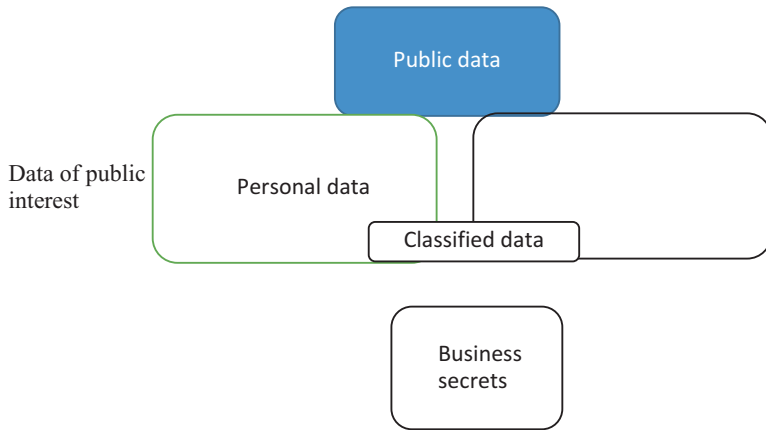 Public data
Data of public
interest
Personal data
Classified data
Business
secrets